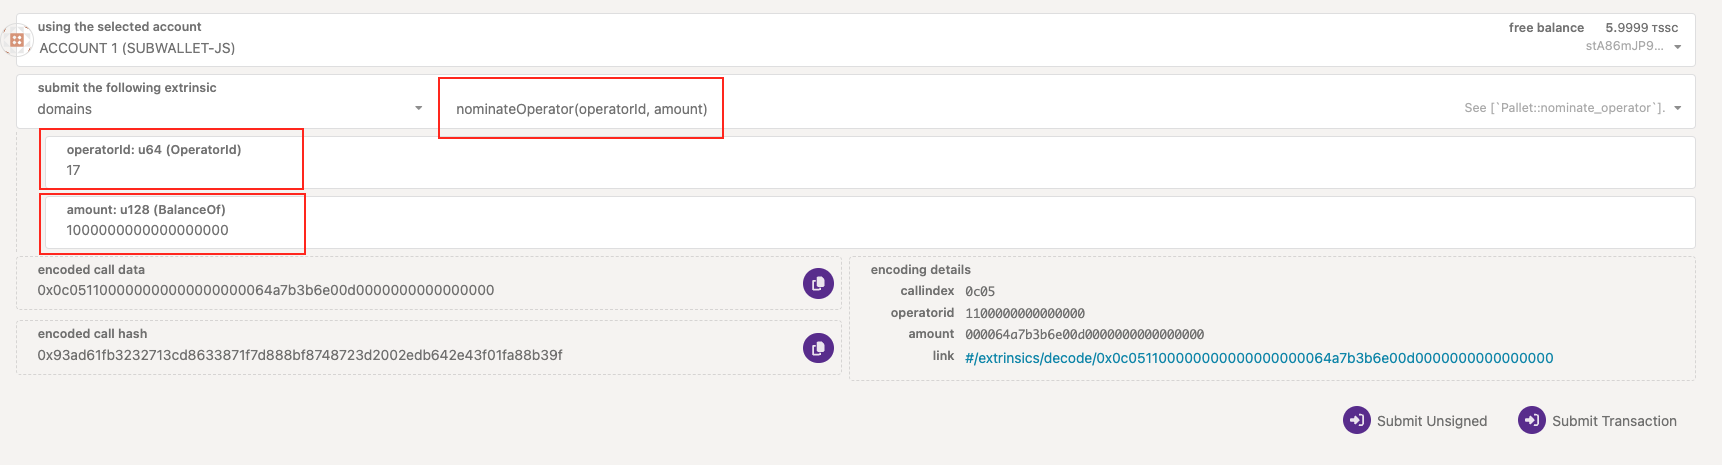 using the selected account
ACCOUNT 1 (SUBWALLET-JS)
free balance 5.9999 TSSC
stA86mJP9...
submit the following extrinsic
domains
nominateOperator(operatorId, amount)
See [`Pallet::nominate_operator`].
operatorId: u64 (OperatorId)
17
amount: u128 (BalanceOf)
1000000000000000000
encoded call data
0x0c051100000000000000000064a7b3b6e00d0000000000000000
encoded call hash
0x93ad61fb3232713cd8633871f7d888bf8748723d2002edb642e43f01fa88b39f
encoding details
callindex 0c05
operatorid 1100000000000000
amount 000064a7b3b6e00d0000000000000000
link #/extrinsics/decode/0x0c051100000000000000000064a7b3b6e00d0000000000000000
Submit Unsigned
Submit Transaction